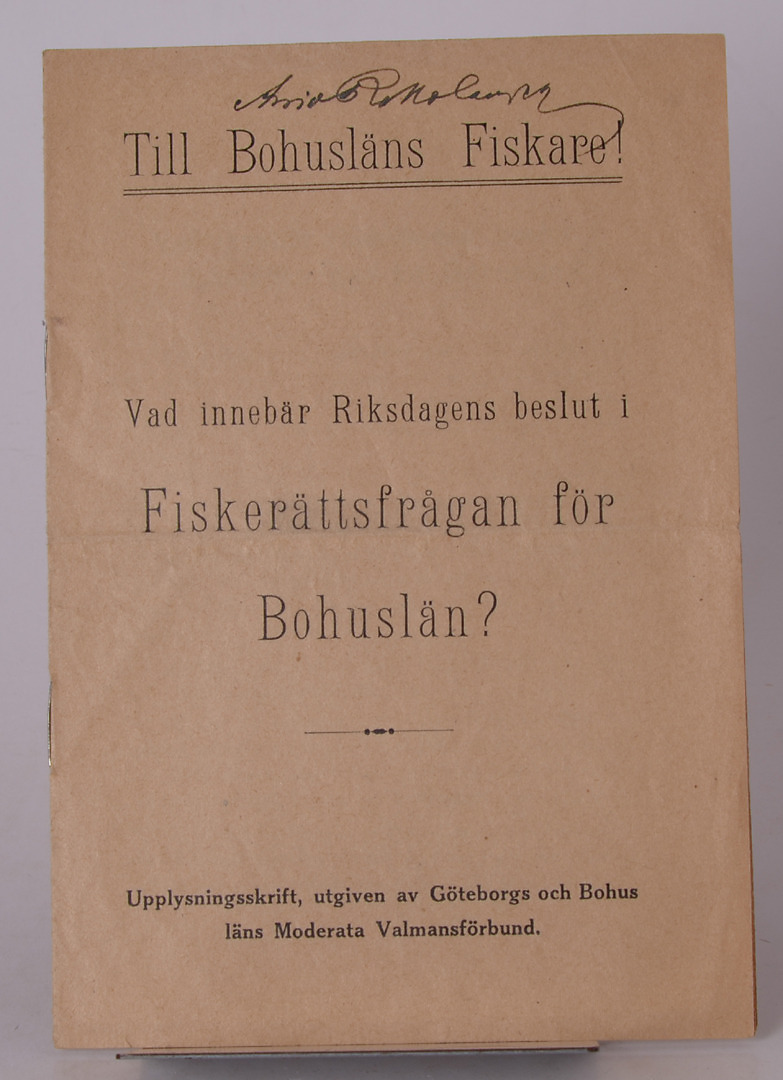 Till Bohusläns Fiskare!
Vad innebär Riksdagens beslut i
Fiskerättsfrågan för
Bohuslän?
Upplysningsskrift, utgiven av Göteborgs och Bohus
läns Moderata Valmansförbund.